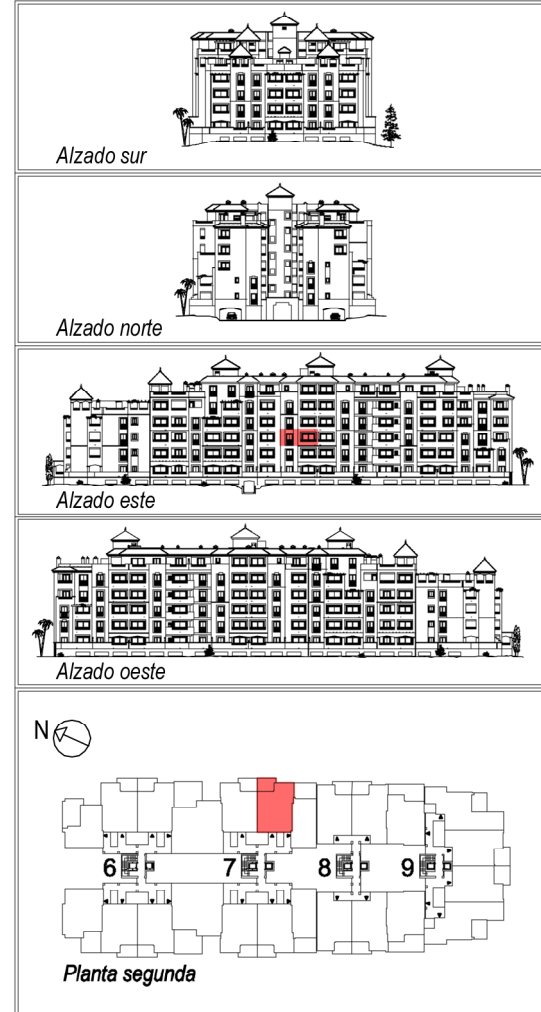 Alzado sur
Alzado norte
Alzado este
Alzado oeste
N
6 7 8 9
Planta segunda